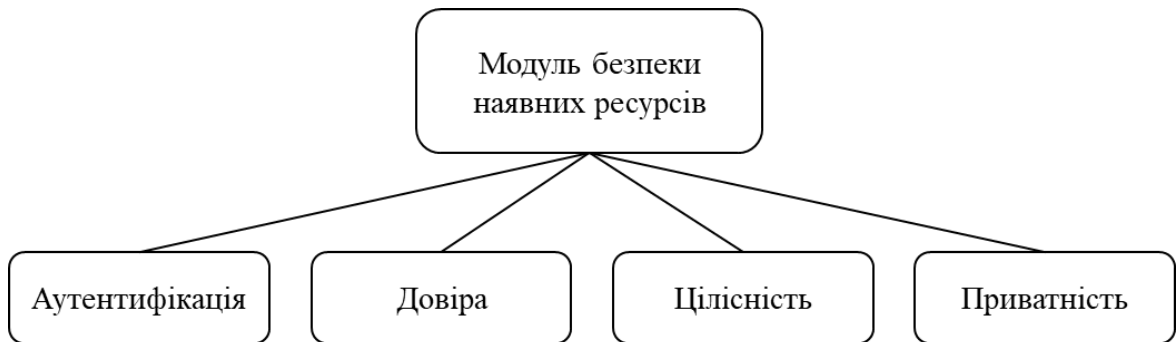 Модуль безпеки
наявних ресурсів
Аутентифікація
Довіра
Цілісність
Приватність